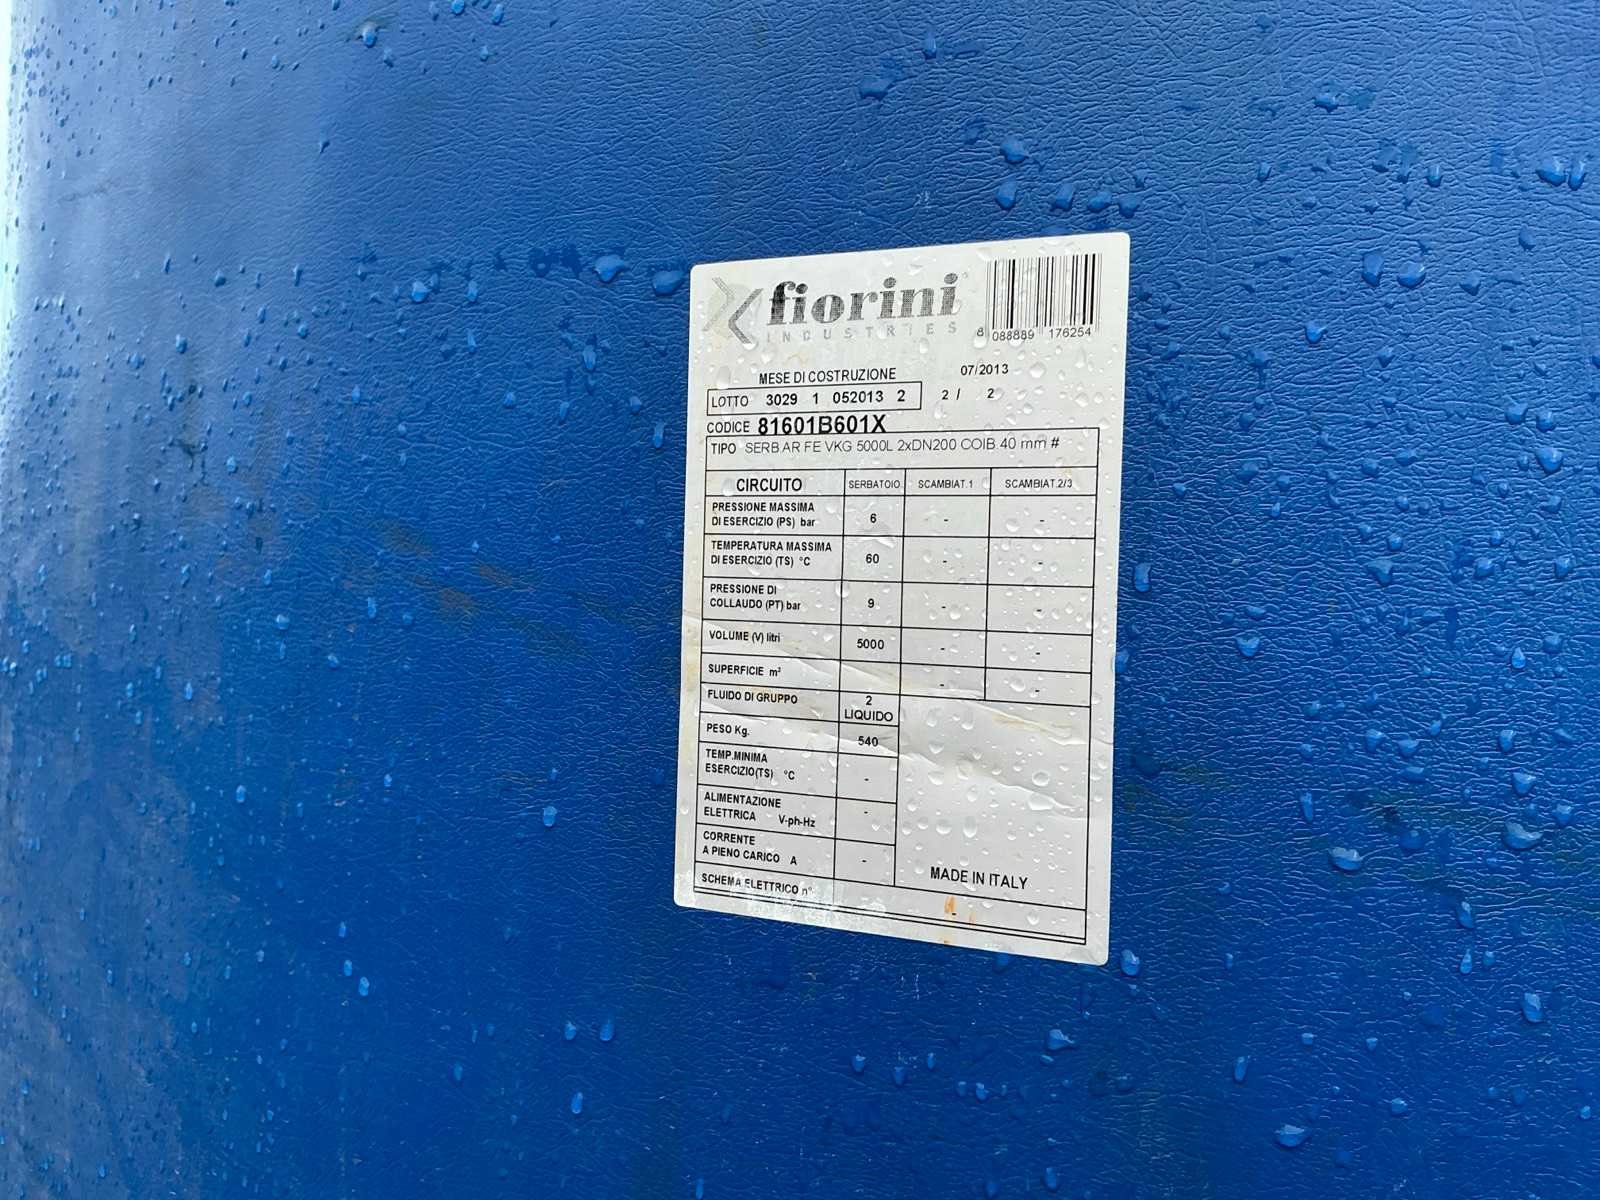 fiorini
INDUSTRIES
8 088889 176254
MESE DI COSTRUZIONE 07/2013
LOTTO 3029 1 052013 2 2 / 2
CODICE 81601B601X
TIPO SERB.AR FE VKG 5000L 2xDN200 COIB.40 mm #
CIRCUITO SERBATOIO. SCAMBIAT.1 SCAMBIAT.2/3
PRESSIONE MASSIMA
DI ESERCIZIO (PS) bar 6 - -
TEMPERATURA MASSIMA
DI ESERCIZIO (TS) °C 60 - -
PRESSIONE DI
COLLAUDO (PT) bar 9 - -
VOLUME (V) litri 5000 - -
SUPERFICIE m² - -
FLUIDO DI GRUPPO 2
LIQUIDO
PESO Kg. 540
TEMP.MINIMA
ESERCIZIO(TS) °C -
ALIMENTAZIONE
ELETTRICA V-ph-Hz -
CORRENTE
A PIENO CARICO A -
MADE IN ITALY
SCHEMA ELETTRICO n°. -